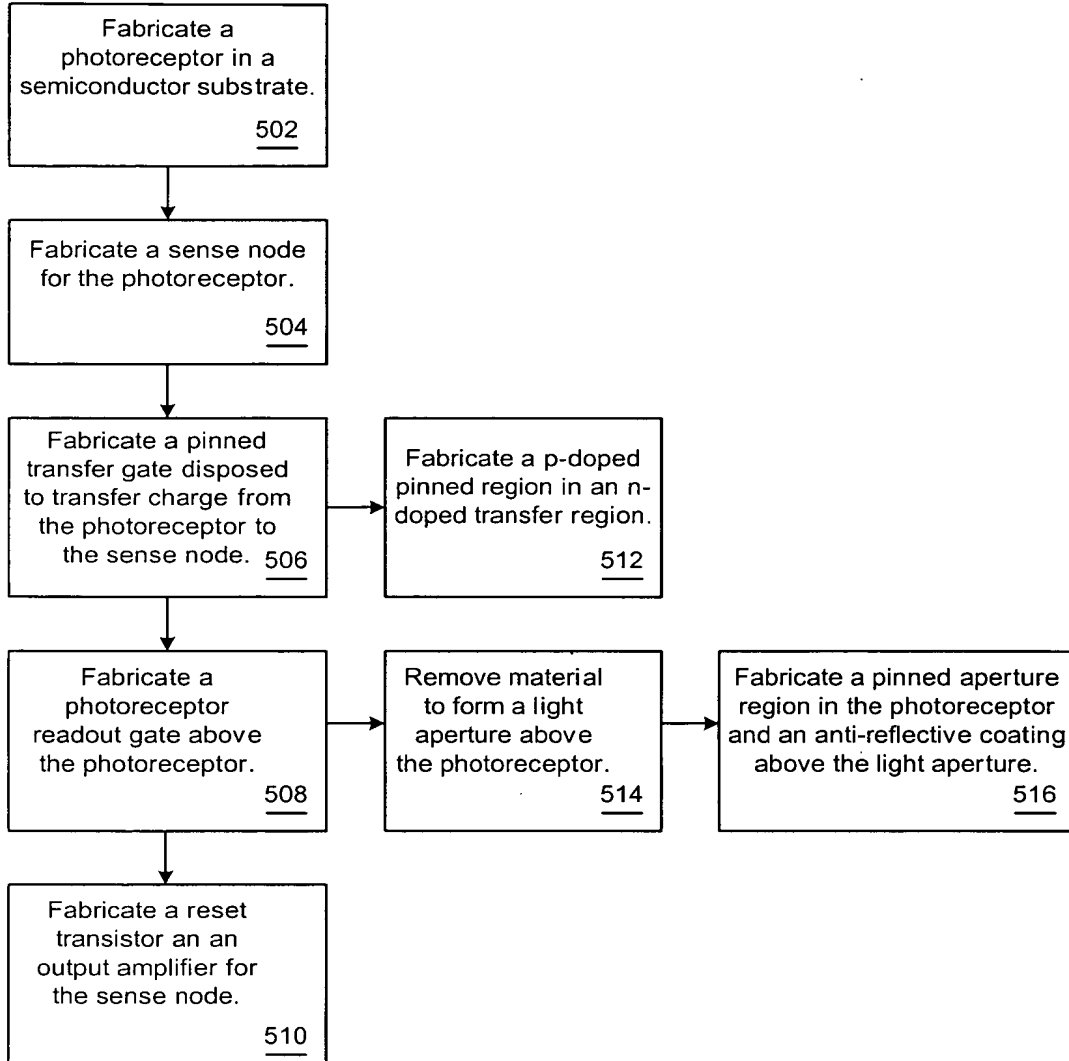 Fabricate a
photoreceptor in a
semiconductor substrate.
502
Fabricate a sense node
for the photoreceptor.
504
Fabricate a pinned
transfer gate disposed
to transfer charge from
the photoreceptor to
the sense node. 506
Fabricate a p-doped
pinned region in an n-
doped transfer region.
512
Fabricate a
photoreceptor
readout gate above
the photoreceptor.
508
Remove material
to form a light
aperture above
the photoreceptor.
514
Fabricate a pinned aperture
region in the photoreceptor
and an anti-reflective coating
above the light aperture.
516
Fabricate a reset
transistor an an
output amplifier for
the sense node.
510